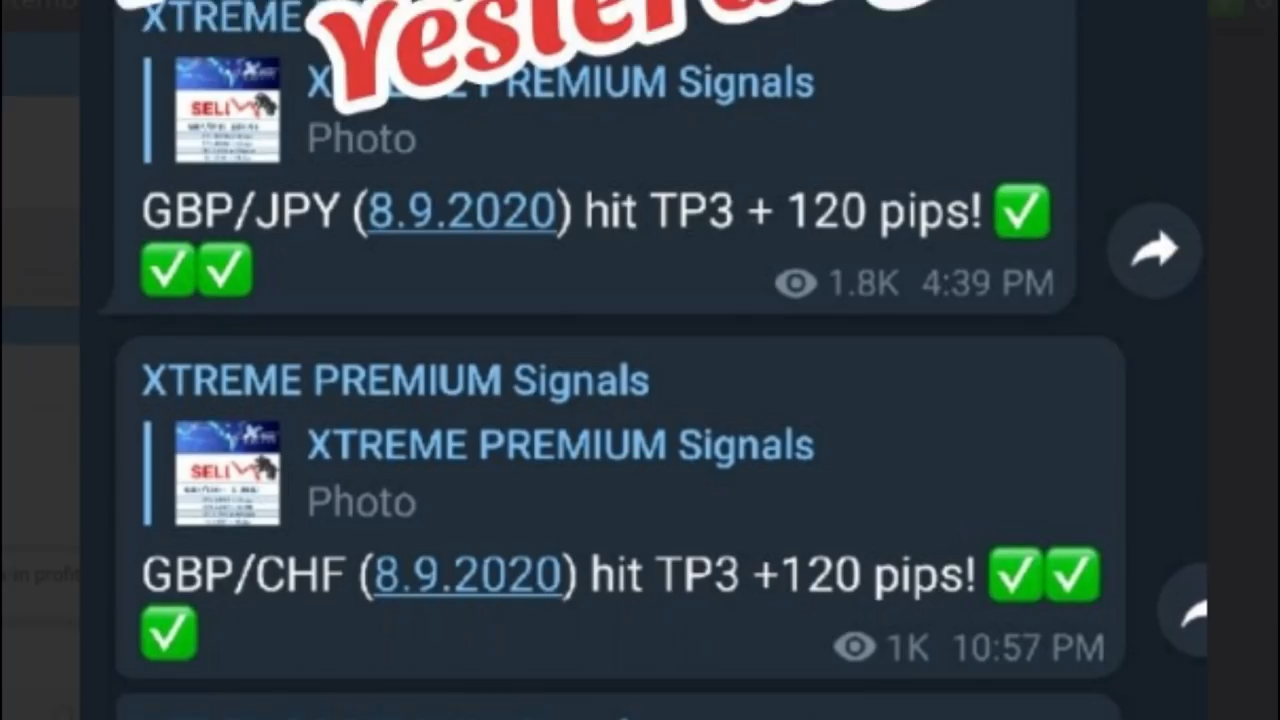 XTREME
Yesterday
XTREME PREMIUM Signals
SELL
Photo
GBP/JPY (8.9.2020) hit TP3 + 120 pips! ✅
✅✅
1.8K 4:39 PM
XTREME PREMIUM Signals
XTREME PREMIUM Signals
SELL
Photo
GBP/CHF (8.9.2020) hit TP3 +120 pips! ✅✅
✅
1K 10:57 PM